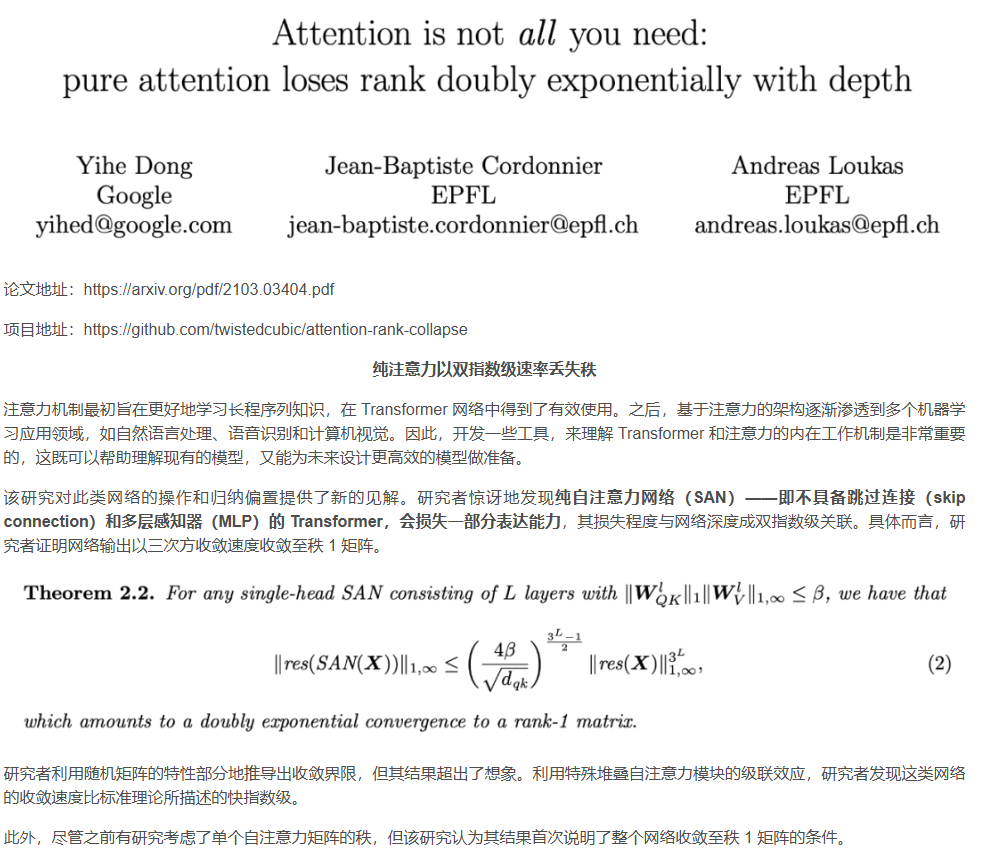 Attention is not all you need:
pure attention loses rank doubly exponentially with depth
Yihe Dong
Google
yihed@google.com
Jean-Baptiste Cordonnier
EPFL
jean-baptiste.cordonnier@epfl.ch
Andreas Loukas
EPFL
andreas.loukas@epfl.ch
论文地址：https://arxiv.org/pdf/2103.03404.pdf
项目地址：https://github.com/twistedcubic/attention-rank-collapse
纯注意力以双指数级速率丢失秩
注意力机制最初旨在更好地学习长程序列知识，在 Transformer 网络中得到了有效使用。之后，基于注意力的架构逐渐渗透到多个机器学
习应用领域，如自然语言处理、语音识别和计算机视觉。因此，开发一些工具，来理解 Transformer 和注意力的内在工作机制是非常重要
的，这既可以帮助理解现有的模型，又能为未来设计更高效的模型做准备。
该研究对此类网络的操作和归纳偏置提供了新的见解。研究者惊讶地发现纯自注意力网络（SAN）——即不具备跳过连接（skip
connection）和多层感知器（MLP）的 Transformer，会损失一部分表达能力，其损失程度与网络深度成双指数级关联。具体而言，研
究者证明网络输出以三次方收敛速度收敛至秩 1 矩阵。
Theorem 2.2. For any single-head SAN consisting of L layers with ‖W^l_{QK}‖_1‖W^l_V‖_{1,∞} ≤ β, we have that
‖res(SAN(X))‖_{1,∞} ≤ (4β/√d_{qk})^{(3^L−1)/2} ‖res(X)‖^{3^L}_{1,∞}, (2)
which amounts to a doubly exponential convergence to a rank-1 matrix.
研究者利用随机矩阵的特性部分地推导出收敛界限，但其结果超出了想象。利用特殊堆叠自注意力模块的级联效应，研究者发现这类网络
的收敛速度比标准理论所描述的快指数级。
此外，尽管之前有研究考虑了单个自注意力矩阵的秩，但该研究认为其结果首次说明了整个网络收敛至秩 1 矩阵的条件。